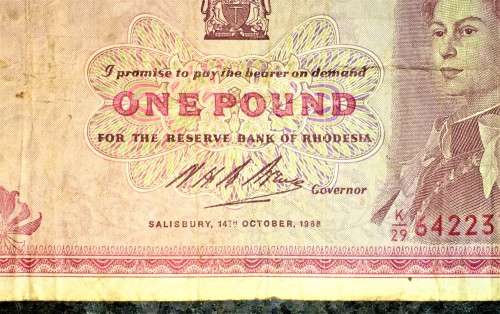 I promise to pay the bearer on demand
ONE POUND
FOR THE RESERVE BANK OF RHODESIA
Governor
SALISBURY, 14TH OCTOBER, 1968
K/29 54223